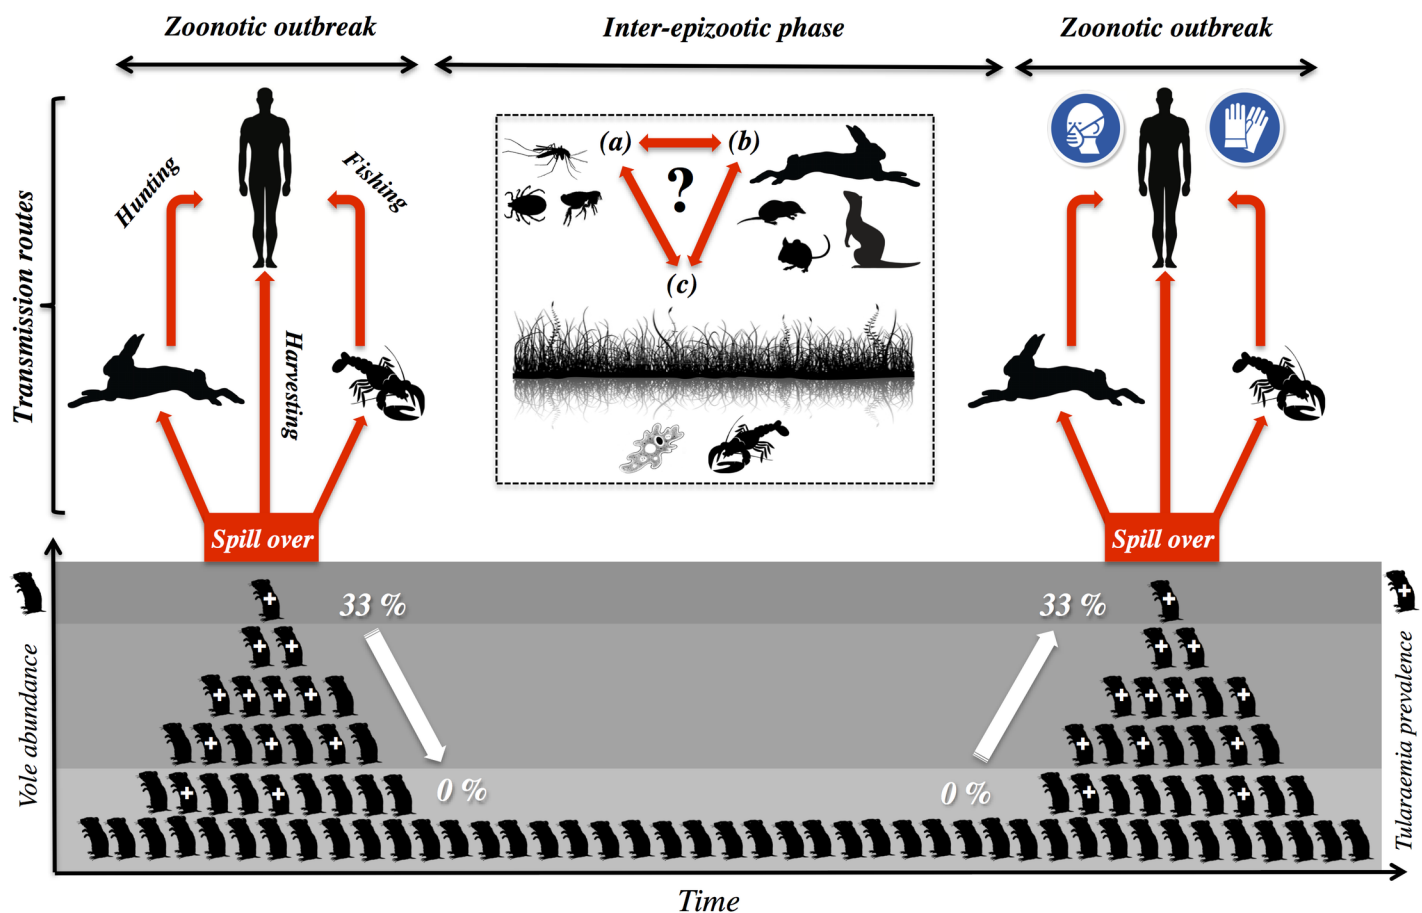 Zoonotic outbreak
Inter-epizootic phase
Zoonotic outbreak
Transmission routes
Hunting
Fishing
Harvesting
(a)
(b)
?
(c)
Spill over
Spill over
33 %
33 %
0 %
0 %
Vole abundance
Tularaemia prevalence
Time